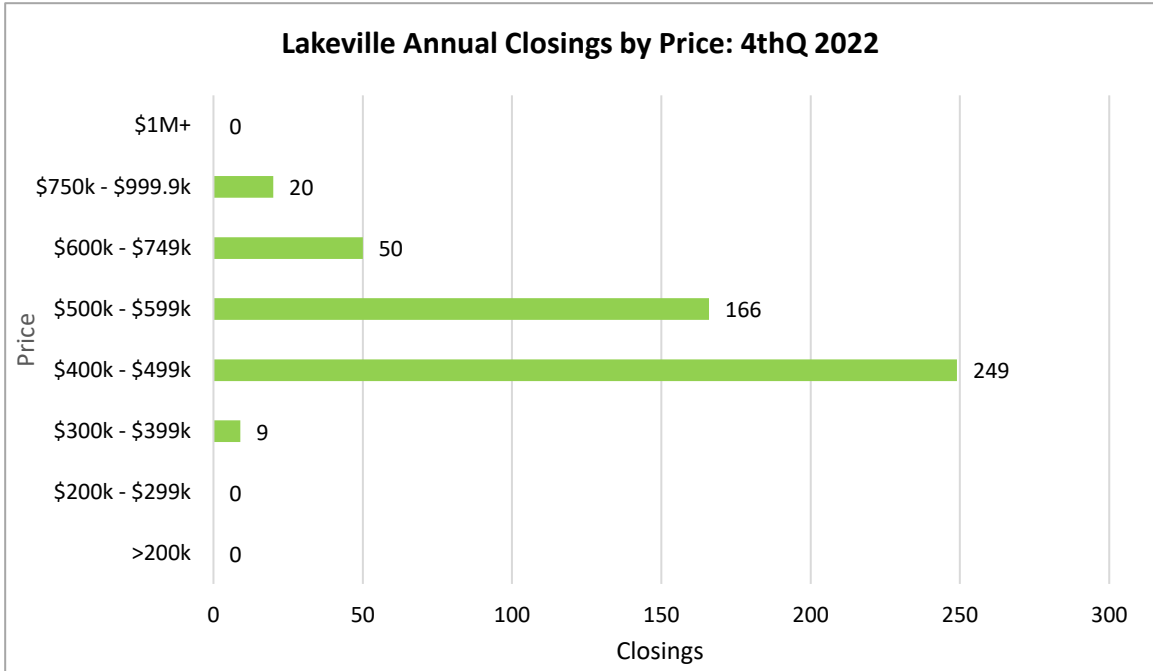 Lakeville Annual Closings by Price: 4thQ 2022
$1M+ 0
$750k - $999.9k 20
$600k - $749k 50
$500k - $599k 166
$400k - $499k 249
$300k - $399k 9
$200k - $299k 0
>200k 0
Price
0 50 100 150 200 250 300
Closings